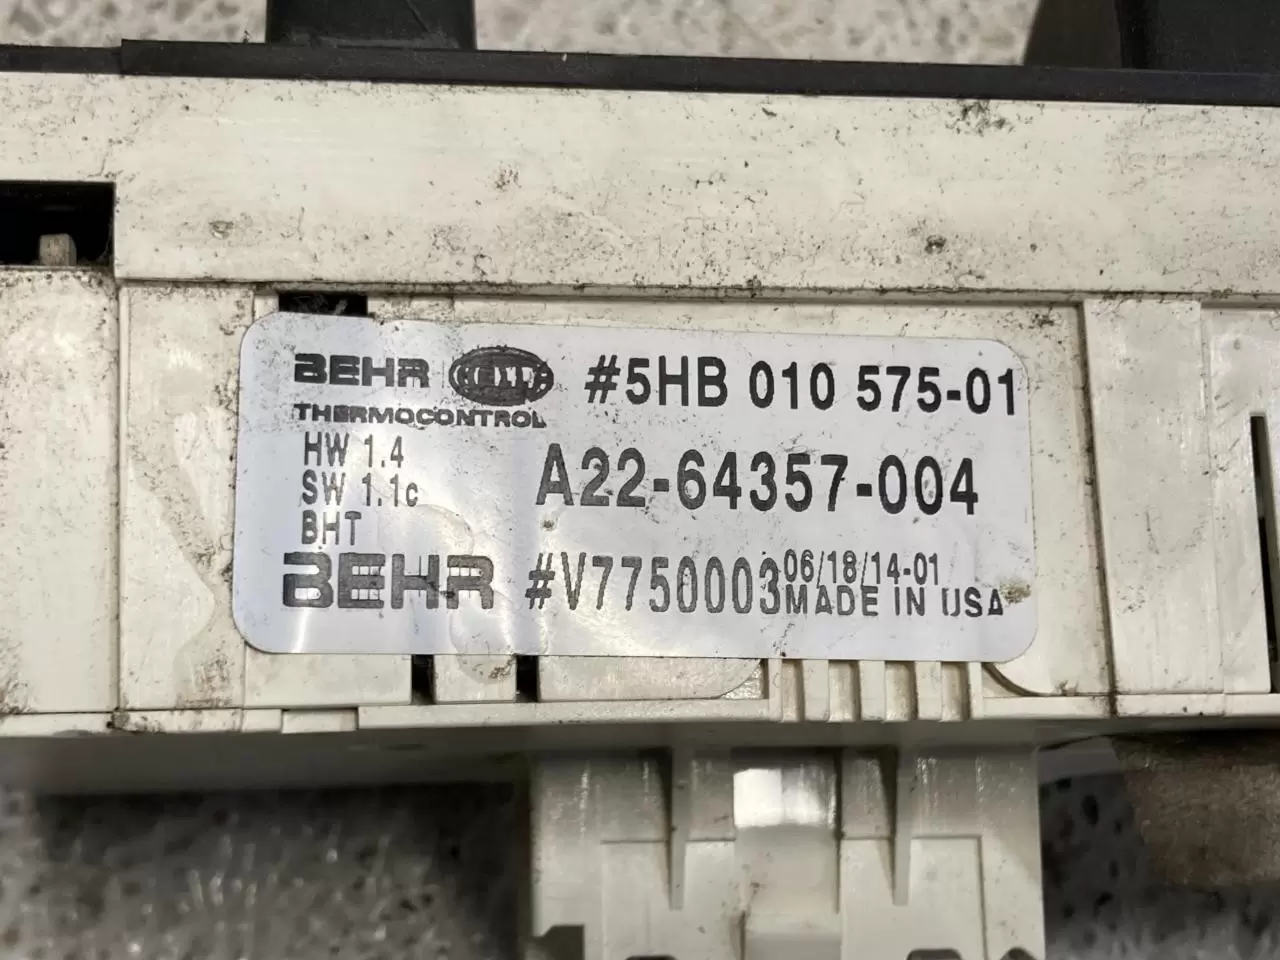 BEHR HELLA #5HB 010 575-01
THERMOCONTROL
HW 1.4
SW 1.1c
A22-64357-004
BHT
BEHR #V7750003 06/18/14-01
MADE IN USA